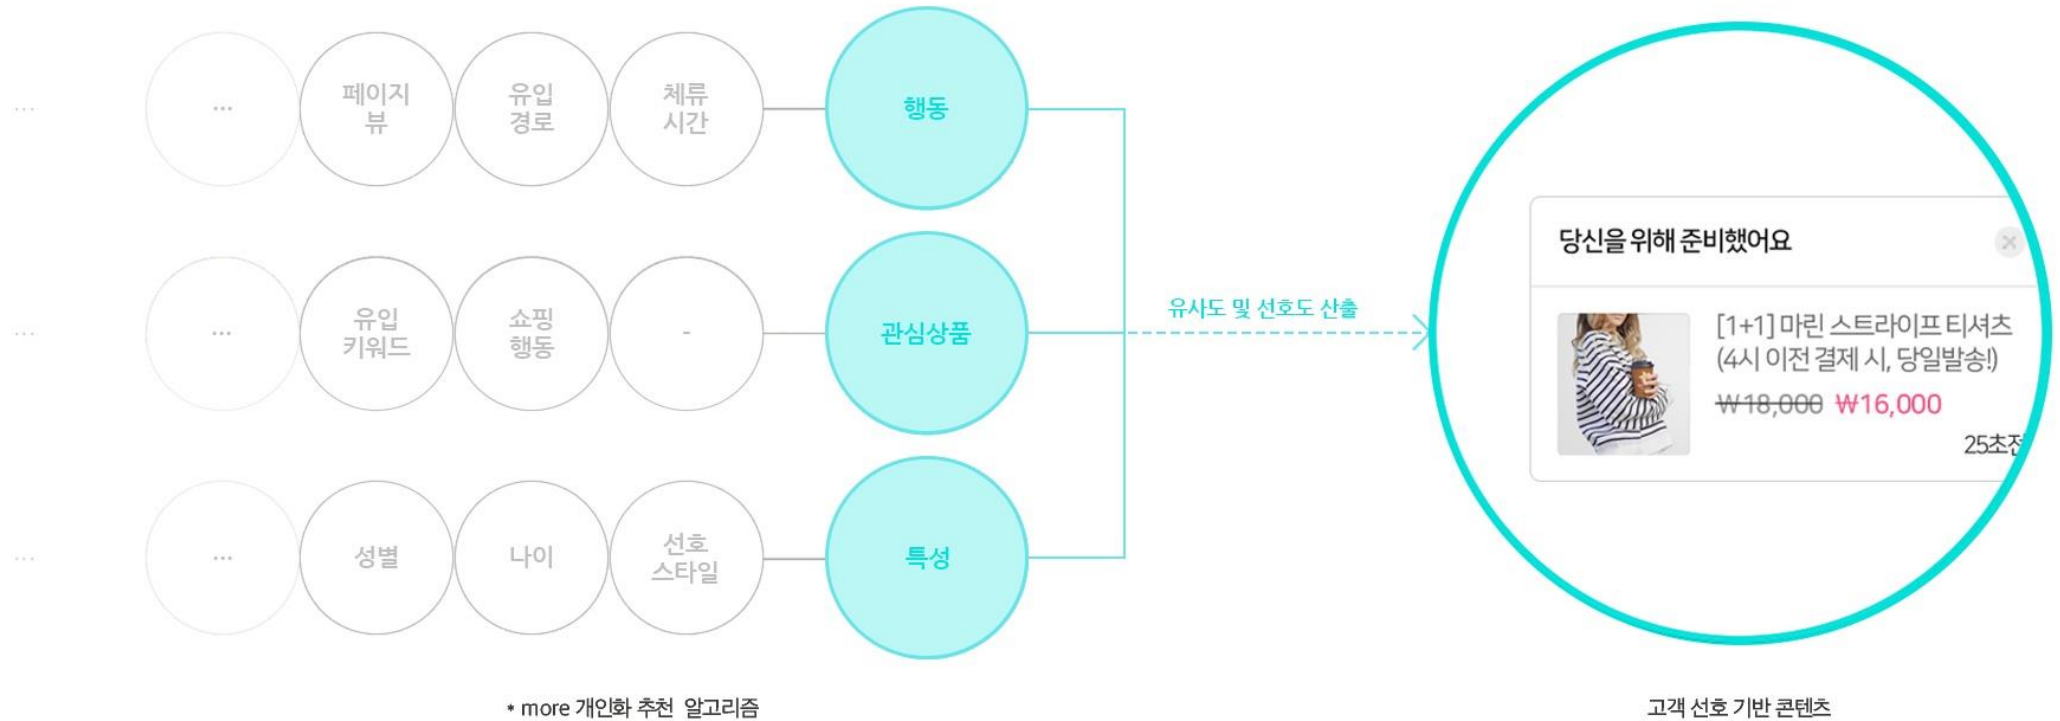 ...
...
페이지
뷰
유입
경로
체류
시간
행동
...
...
유입
키워드
쇼핑
행동
-
관심상품
...
...
성별
나이
선호
스타일
특성
유사도 및 선호도 산출
당신을 위해 준비했어요
[1+1] 마린 스트라이프 티셔츠
(4시 이전 결제 시, 당일발송!)
₩18,000 ₩16,000
25초전
* more 개인화 추천 알고리즘
고객 선호 기반 콘텐츠